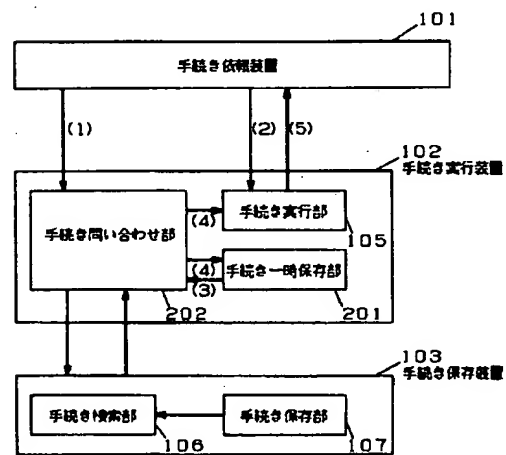 101
手続き依頼装置
(1)
(2)
(5)
102
手続き実行装置
手続き問い合わせ部
(4)
手続き実行部
105
(4)
(3)
手続き一時保存部
202
201
103
手続き保存装置
手続き検索部
手続き保存部
106
107